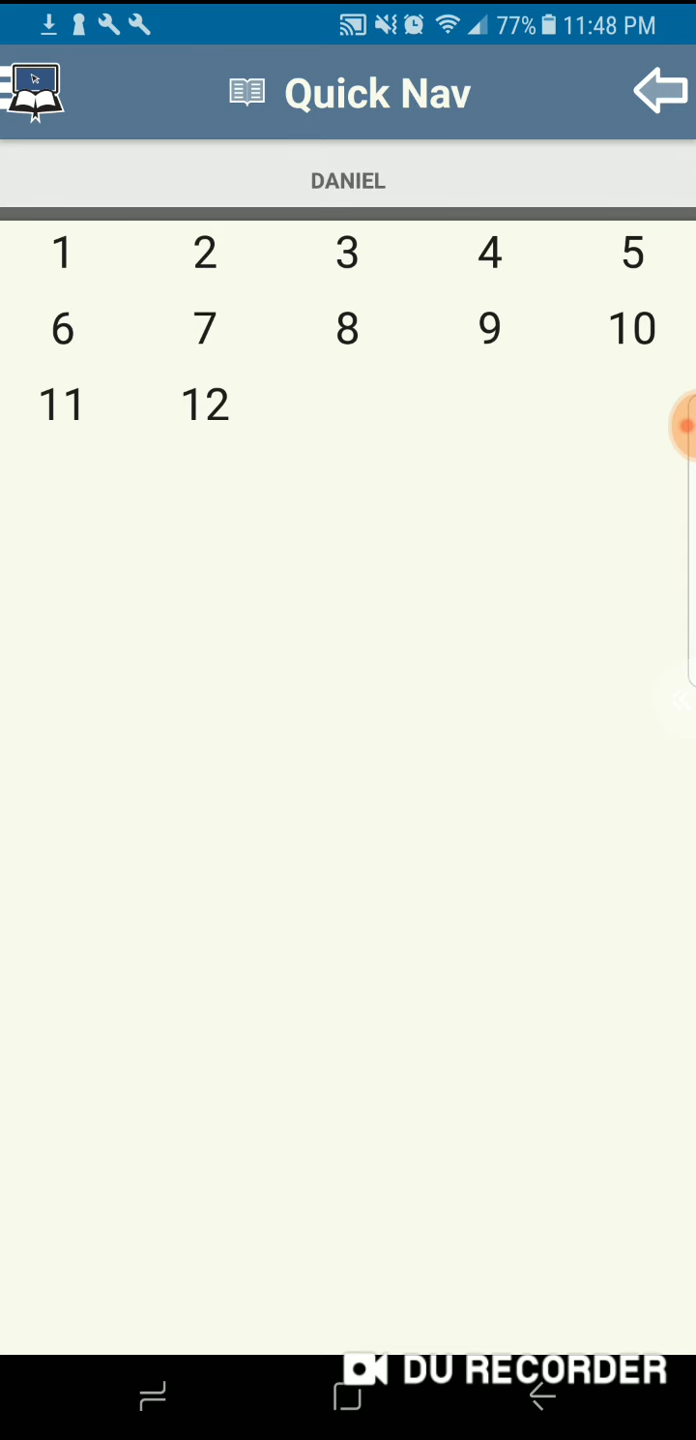 77% 11:48 PM
Quick Nav
DANIEL
1 2 3 4 5
6 7 8 9 10
11 12
DU RECORDER